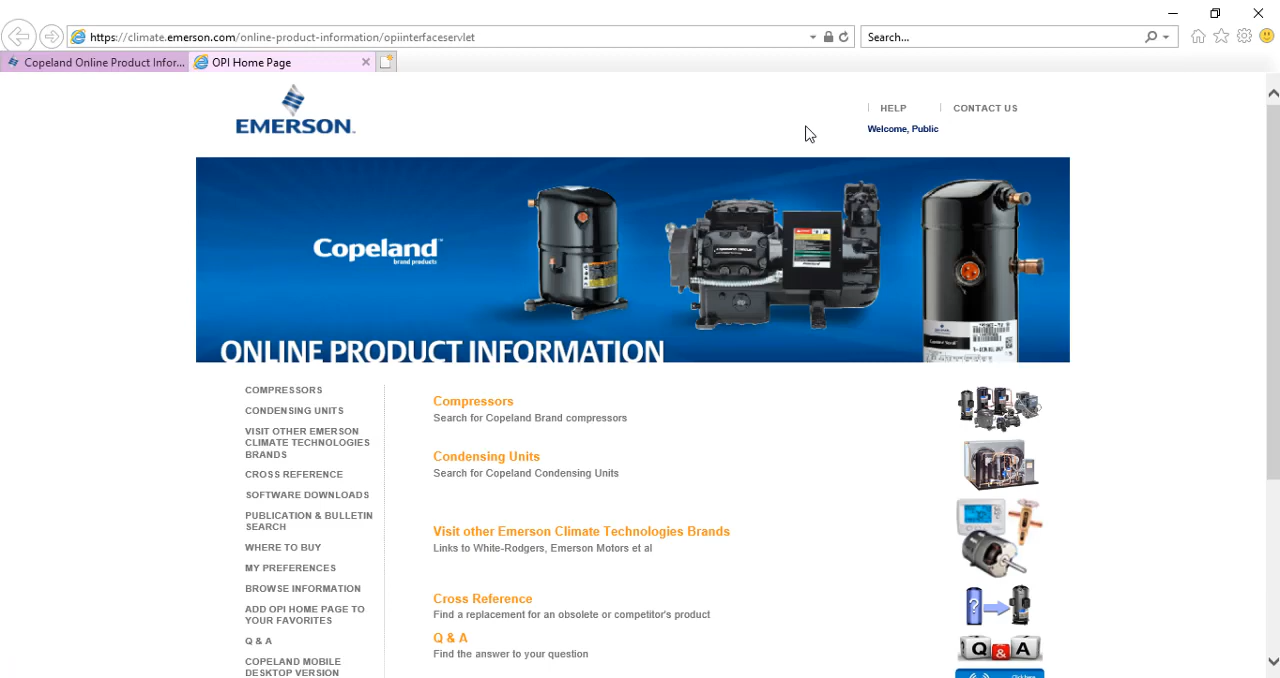 https://climate.emerson.com/online-product-information/opiinterfaceservlet
Search...
Copeland Online Product Infor...
OPI Home Page
EMERSON
HELP
CONTACT US
Welcome, Public
Copeland
brand products
ONLINE PRODUCT INFORMATION
COMPRESSORS
CONDENSING UNITS
VISIT OTHER EMERSON
CLIMATE TECHNOLOGIES
BRANDS
CROSS REFERENCE
SOFTWARE DOWNLOADS
PUBLICATION & BULLETIN
SEARCH
WHERE TO BUY
MY PREFERENCES
BROWSE INFORMATION
ADD OPI HOME PAGE TO
YOUR FAVORITES
Q & A
COPELAND MOBILE
DESKTOP VERSION
Compressors
Search for Copeland Brand compressors
Condensing Units
Search for Copeland Condensing Units
Visit other Emerson Climate Technologies Brands
Links to White-Rodgers, Emerson Motors et al
Cross Reference
Find a replacement for an obsolete or competitor's product
Q & A
Find the answer to your question
?
Q & A
Click here